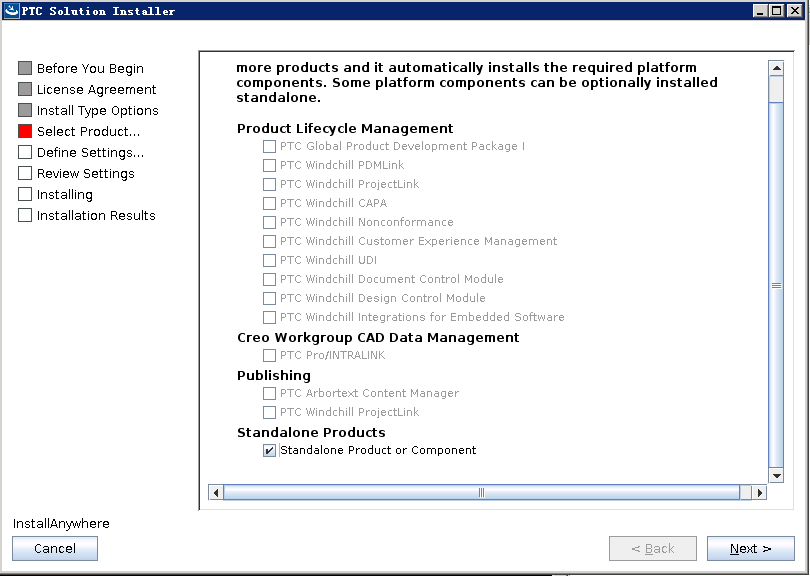 PTC Solution Installer
Before You Begin
License Agreement
Install Type Options
Select Product...
Define Settings...
Review Settings
Installing
Installation Results
more products and it automatically installs the required platform
components. Some platform components can be optionally installed
standalone.
Product Lifecycle Management
PTC Global Product Development Package I
PTC Windchill PDMLink
PTC Windchill ProjectLink
PTC Windchill CAPA
PTC Windchill Nonconformance
PTC Windchill Customer Experience Management
PTC Windchill UDI
PTC Windchill Document Control Module
PTC Windchill Design Control Module
PTC Windchill Integrations for Embedded Software
Creo Workgroup CAD Data Management
PTC Pro/INTRALINK
Publishing
PTC Arbortext Content Manager
PTC Windchill ProjectLink
Standalone Products
Standalone Product or Component
InstallAnywhere
Cancel
< Back
Next >